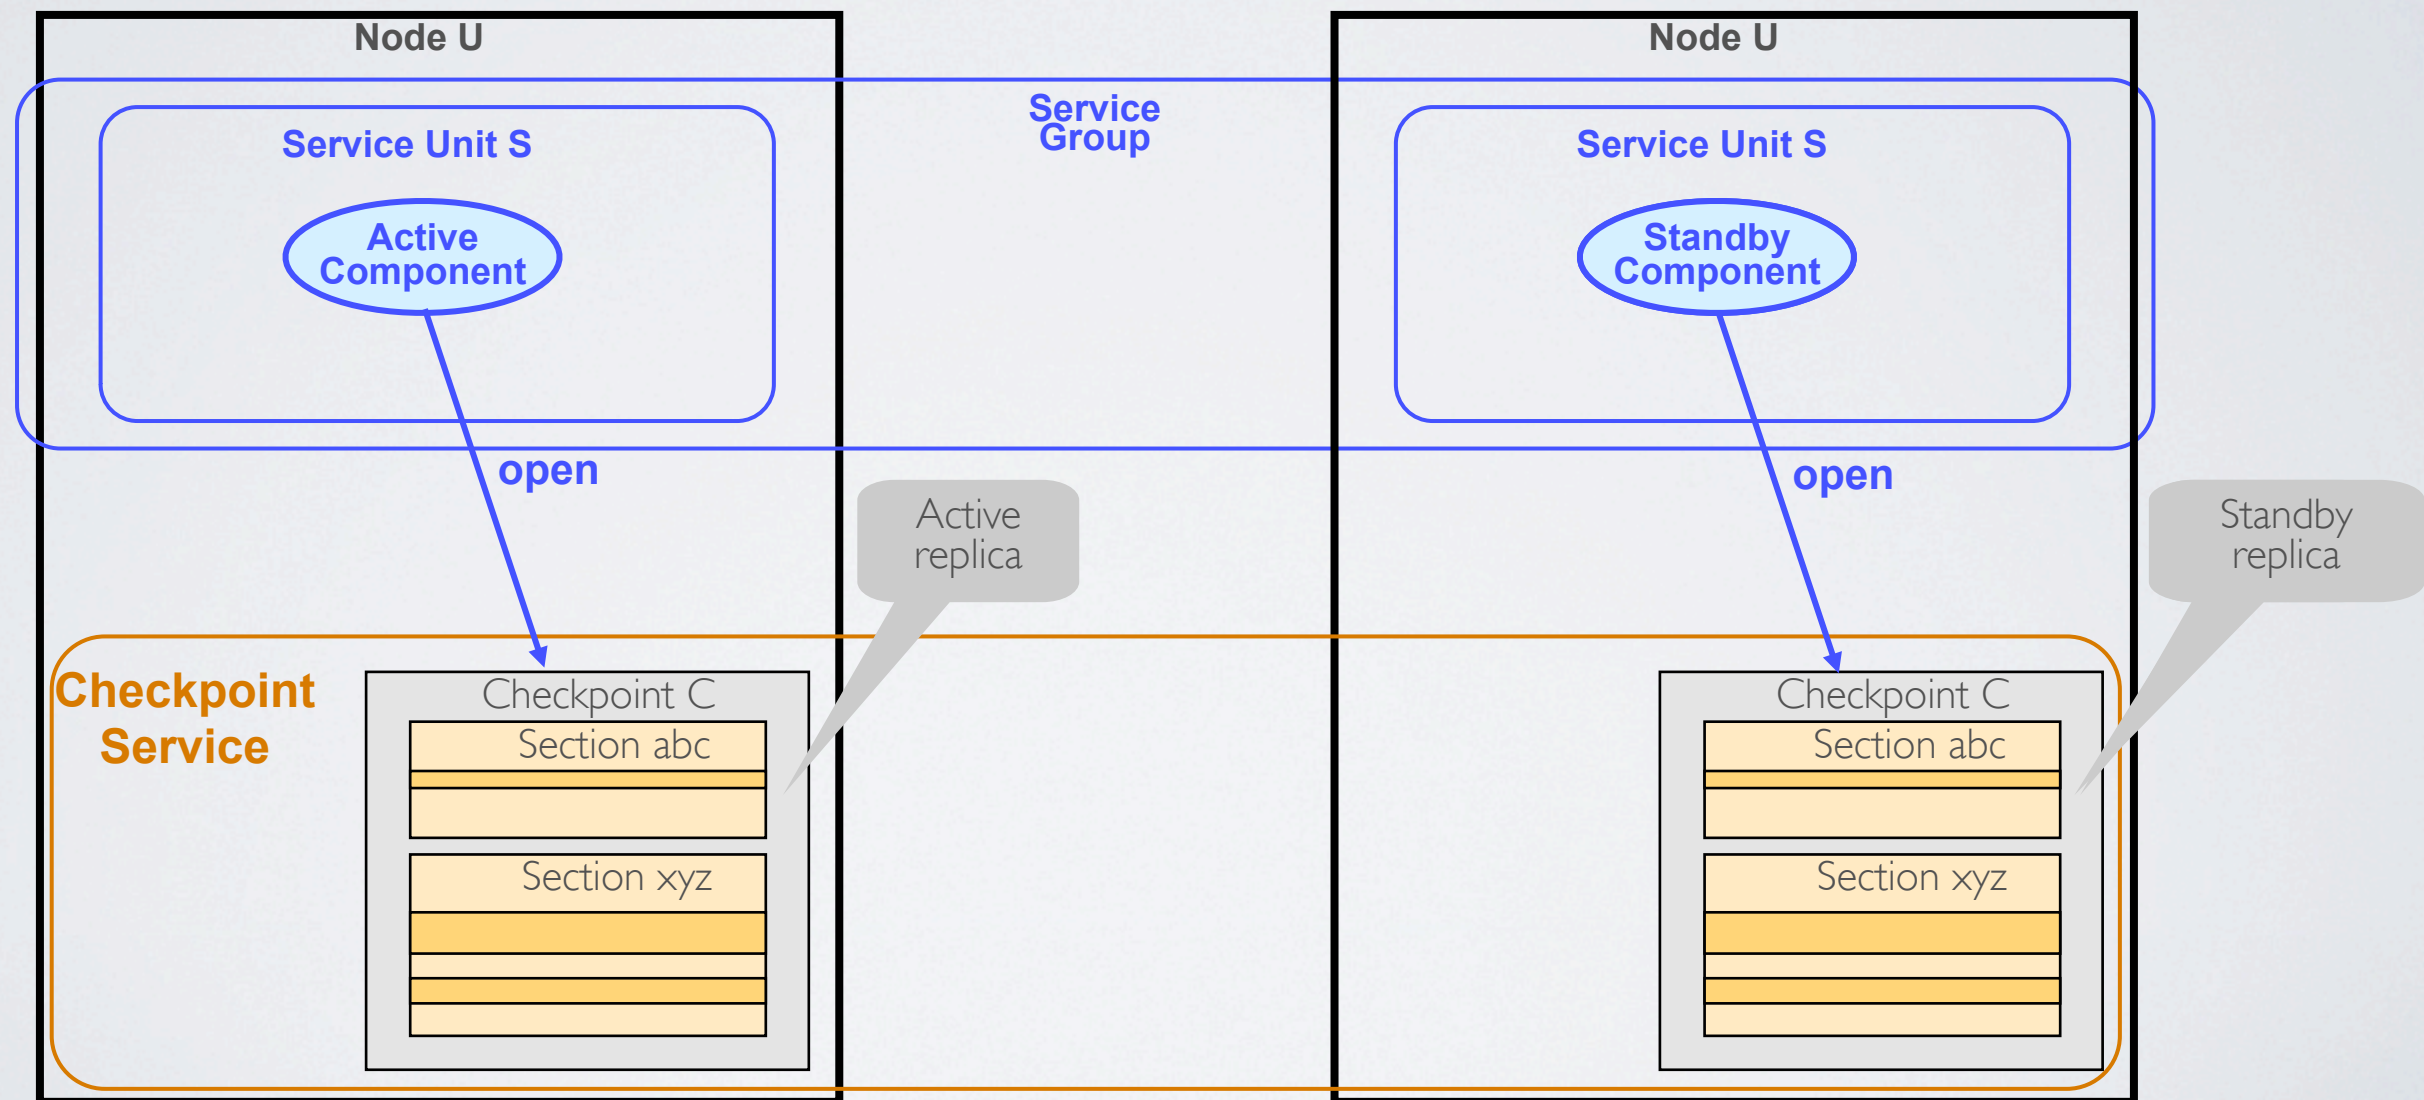 Node U
Node U
Service
Group
Service Unit S
Service Unit S
Active
Component
Standby
Component
open
open
Active
replica
Standby
replica
Checkpoint
Service
Checkpoint C
Section abc
Section xyz
Checkpoint C
Section abc
Section xyz